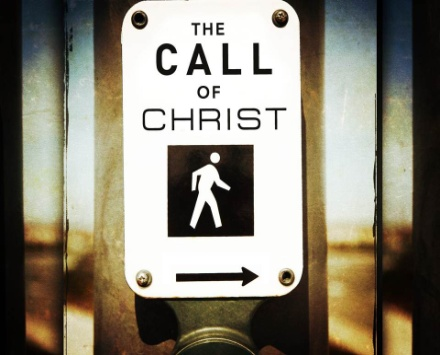 THE
CALL
OF
CHRIST